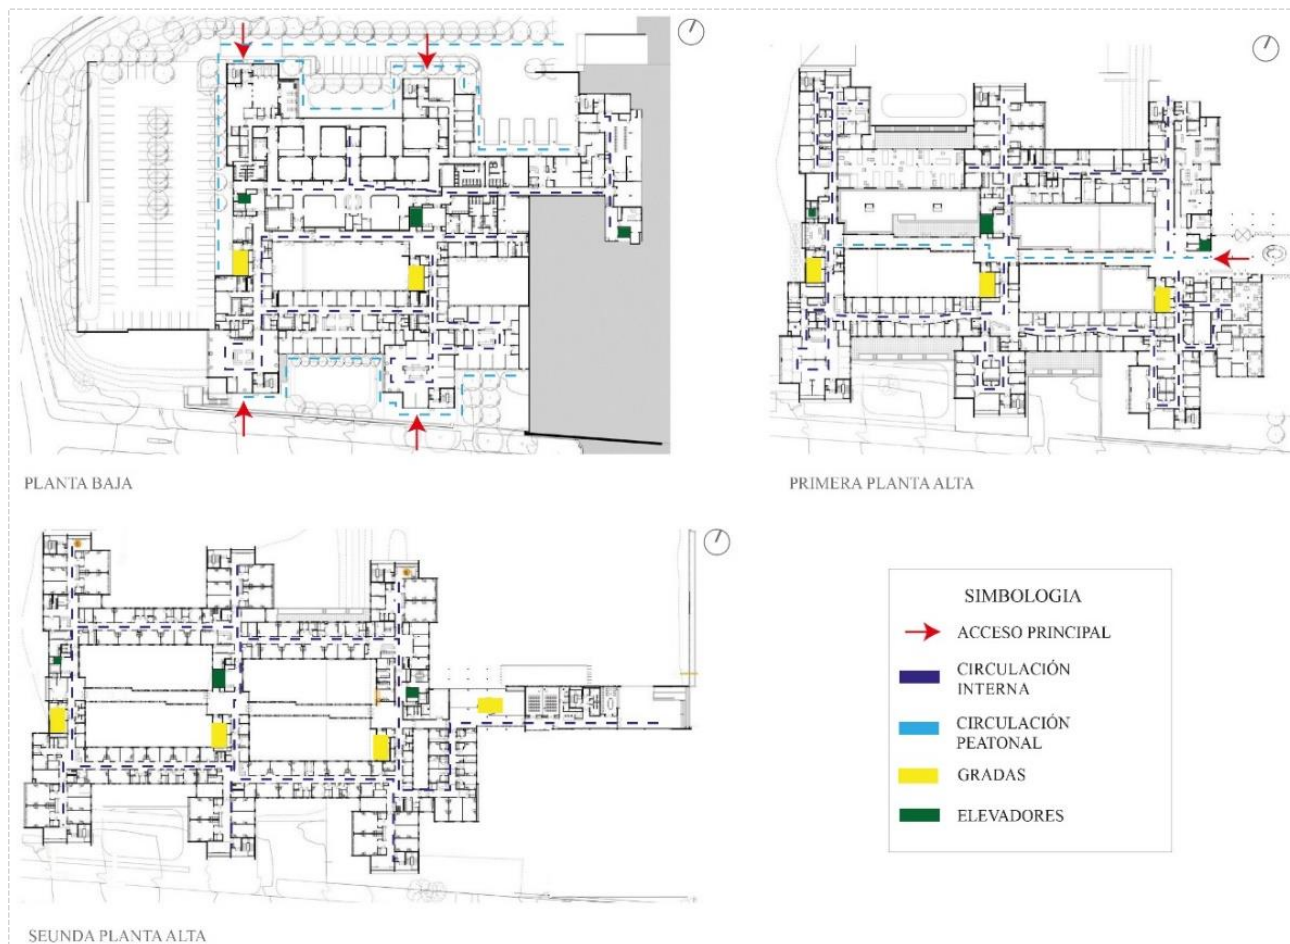 PLANTA BAJA
PRIMERA PLANTA ALTA
SEUNDA PLANTA ALTA
SIMBOLOGIA
ACCESO PRINCIPAL
CIRCULACIÓN
INTERNA
CIRCULACIÓN
PEATONAL
GRADAS
ELEVADORES